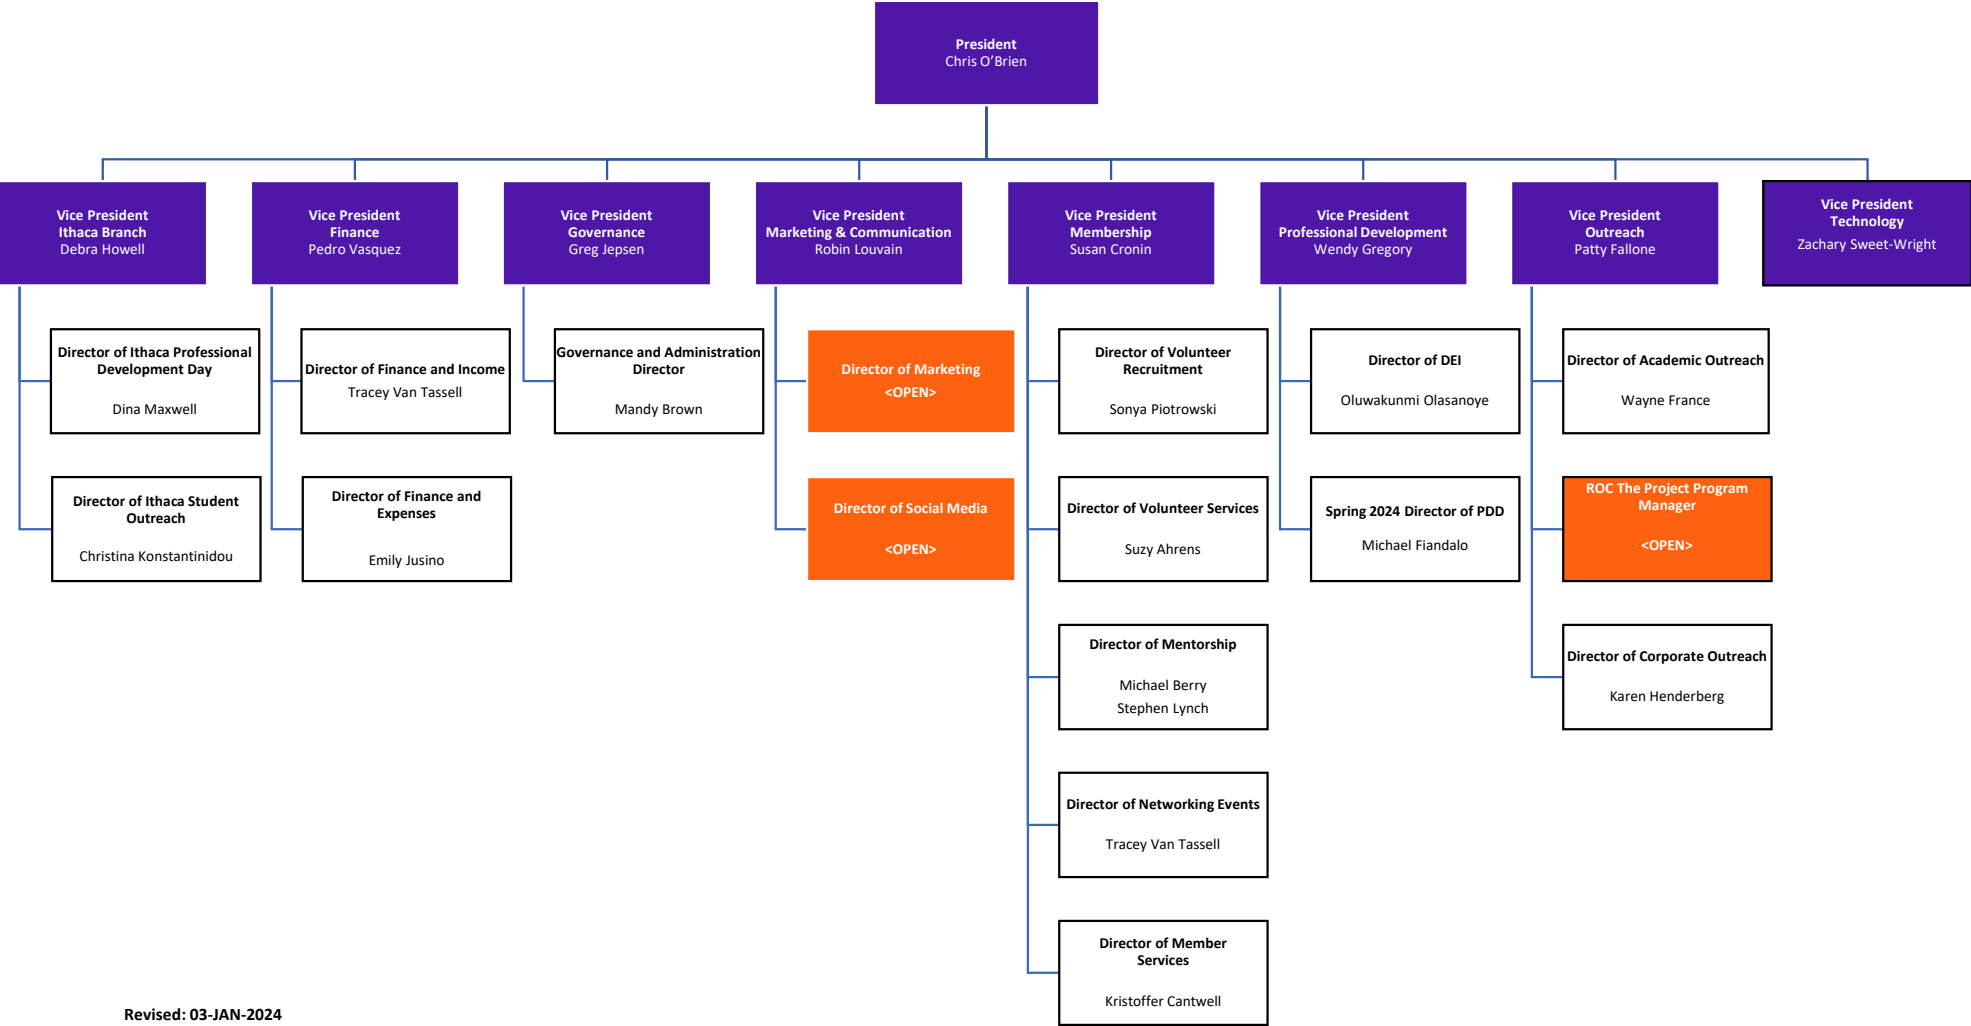 President
Chris O’Brien
Vice President
Ithaca Branch
Debra Howell
Vice President
Finance
Pedro Vasquez
Vice President
Governance
Greg Jepsen
Vice President
Marketing & Communication
Robin Louvain
Vice President
Membership
Susan Cronin
Vice President
Professional Development
Wendy Gregory
Vice President
Outreach
Patty Fallone
Vice President
Technology
Zachary Sweet-Wright
Director of Ithaca Professional
Development Day
Dina Maxwell
Director of Finance and Income
Tracey Van Tassell
Governance and Administration
Director
Mandy Brown
Director of Marketing
<OPEN>
Director of Volunteer
Recruitment
Sonya Piotrowski
Director of DEI
Oluwakunmi Olasanoye
Director of Academic Outreach
Wayne France
Director of Ithaca Student
Outreach
Christina Konstantinidou
Director of Finance and
Expenses
Emily Jusino
Director of Social Media
<OPEN>
Director of Volunteer Services
Suzy Ahrens
Spring 2024 Director of PDD
Michael Fiandalo
ROC The Project Program
Manager
<OPEN>
Director of Mentorship
Michael Berry
Stephen Lynch
Director of Corporate Outreach
Karen Henderberg
Director of Networking Events
Tracey Van Tassell
Director of Member
Services
Kristoffer Cantwell
Revised: 03-JAN-2024